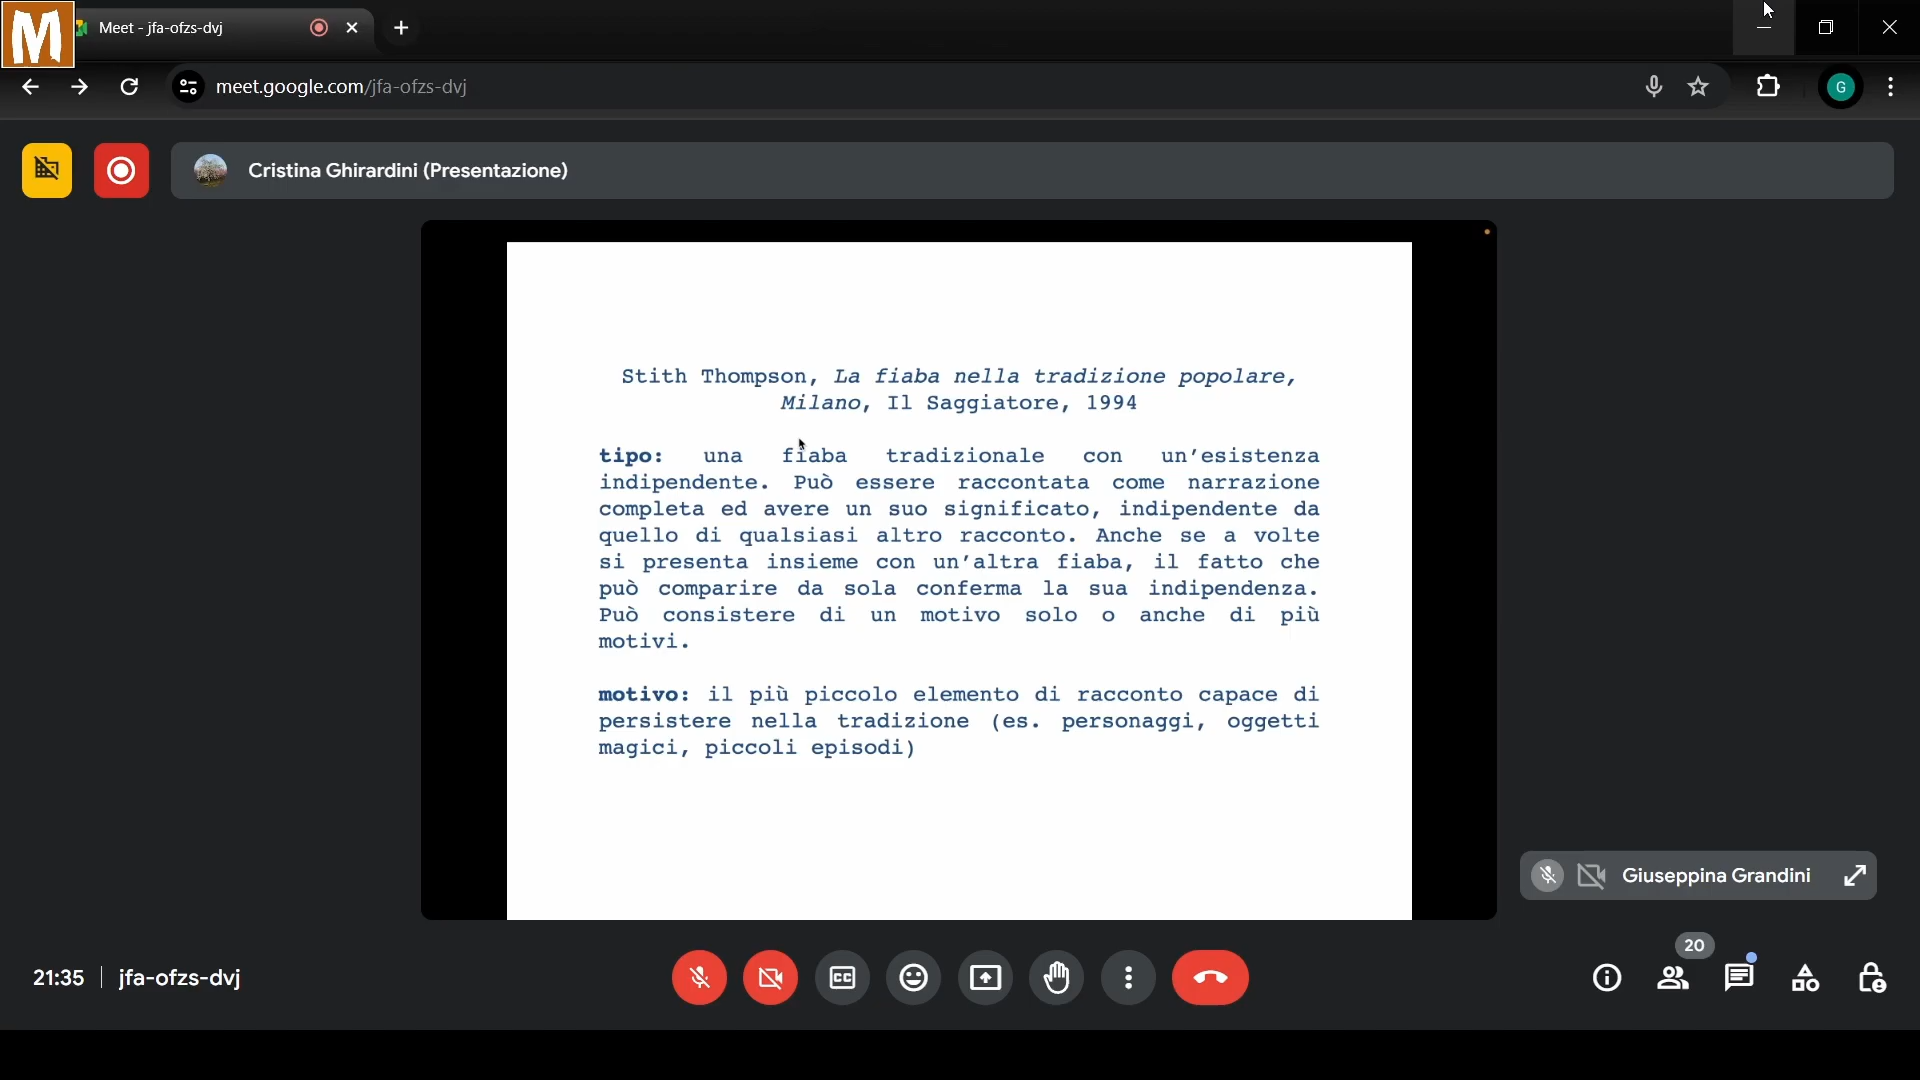 M
Meet - jfa-ofzs-dvj
meet.google.com/jfa-ofzs-dvj
G
Cristina Ghirardini (Presentazione)
Stith Thompson, La fiaba nella tradizione popolare,
Milano, Il Saggiatore, 1994
tipo: una fiaba tradizionale con un’esistenza
indipendente. Può essere raccontata come narrazione
completa ed avere un suo significato, indipendente da
quello di qualsiasi altro racconto. Anche se a volte
si presenta insieme con un’altra fiaba, il fatto che
può comparire da sola conferma la sua indipendenza.
Può consistere di un motivo solo o anche di più
motivi.
motivo: il più piccolo elemento di racconto capace di
persistere nella tradizione (es. personaggi, oggetti
magici, piccoli episodi)
Giuseppina Grandini
20
21:35 jfa-ofzs-dvj
CC